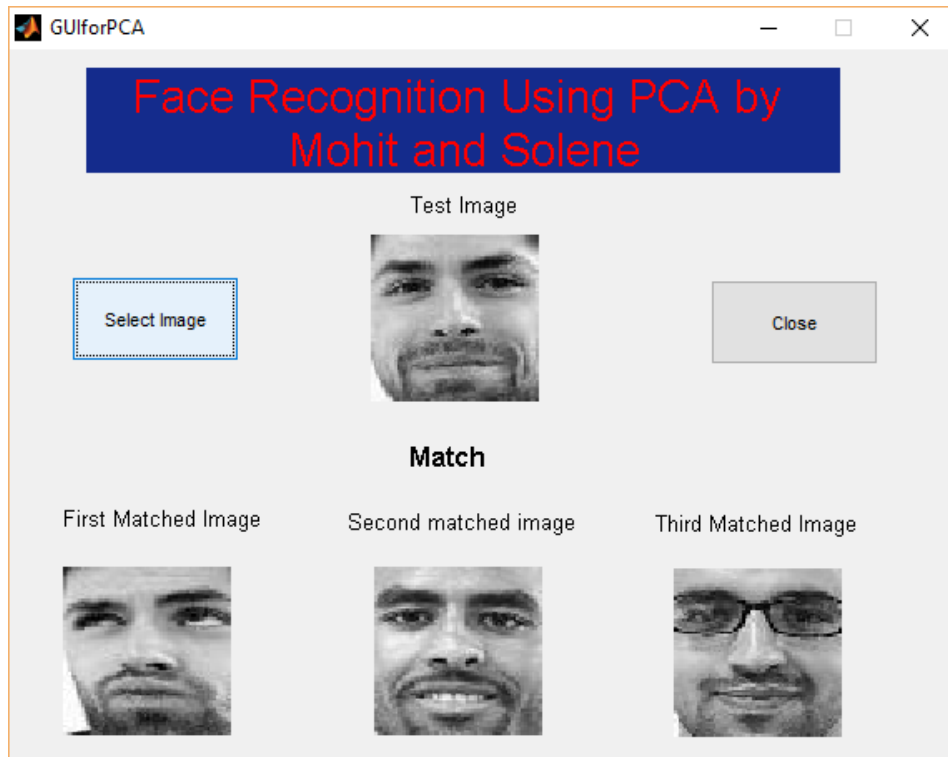 GUIforPCA
Face Recognition Using PCA by
Mohit and Solene
Test Image
Select Image
Close
Match
First Matched Image
Second matched image
Third Matched Image